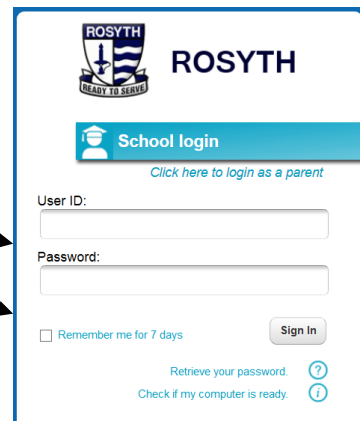 ROSYTH
READY TO SERVE
ROSYTH
School login
Click here to login as a parent
User ID:
Password:
Remember me for 7 days
Sign In
Retrieve your password. ?
Check if my computer is ready. i